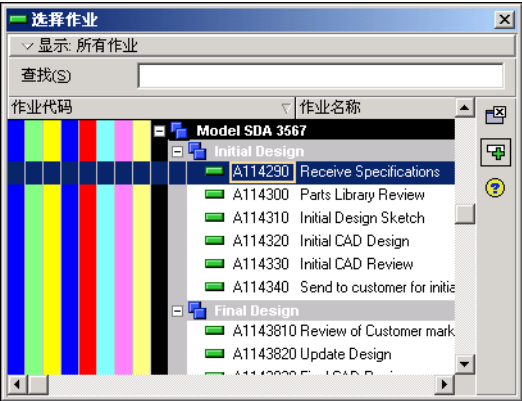 选择作业
显示: 所有作业
查找(S)
作业代码 作业名称
Model SDA 3567
Initial Design
A114290 Receive Specifications
A114300 Parts Library Review
A114310 Initial Design Sketch
A114320 Initial CAD Design
A114330 Initial CAD Review
A114340 Send to customer for initia
Final Design
A1143810 Review of Customer mark
A1143820 Update Design